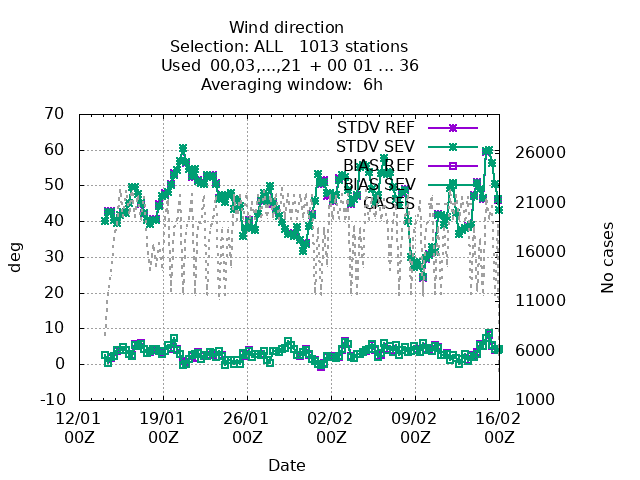 Wind direction
Selection: ALL   1013 stations
Used  00,03,...,21  + 00 01 ... 36
Averaging window:  6h
STDV REF
STDV SEV
BIAS REF
BIAS SEV
CASES
70
60
50
40
30
20
10
0
-10
deg
26000
21000
16000
11000
6000
1000
No cases
12/01 19/01 26/01 02/02 09/02 16/02
00Z 00Z 00Z 00Z 00Z 00Z
Date